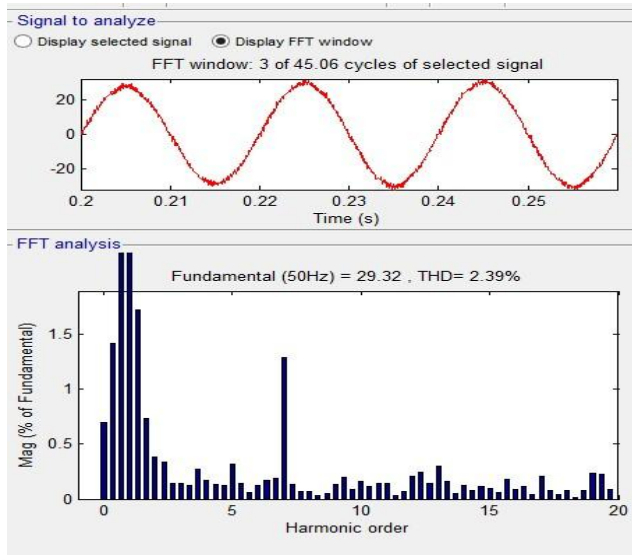 Signal to analyze
Display selected signal Display FFT window
FFT window: 3 of 45.06 cycles of selected signal
20
0
-20
0.2 0.21 0.22 0.23 0.24 0.25
Time (s)
FFT analysis
Fundamental (50Hz) = 29.32 , THD= 2.39%
Mag (% of Fundamental)
1.5
1
0.5
0
0 5 10 15 20
Harmonic order